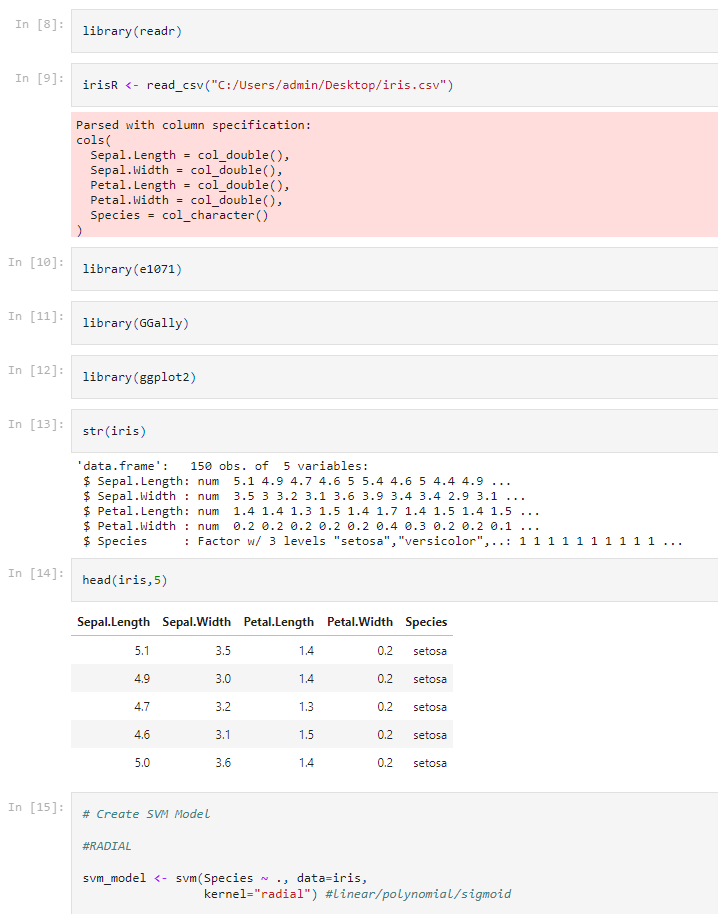 In [8]: library(readr)
In [9]: irisR <- read_csv("C:/Users/admin/Desktop/iris.csv")
Parsed with column specification:
cols(
  Sepal.Length = col_double(),
  Sepal.Width = col_double(),
  Petal.Length = col_double(),
  Petal.Width = col_double(),
  Species = col_character()
)
In [10]: library(e1071)
In [11]: library(GGally)
In [12]: library(ggplot2)
In [13]: str(iris)
'data.frame':   150 obs. of  5 variables:
 $ Sepal.Length: num  5.1 4.9 4.7 4.6 5 5.4 4.6 5 4.4 4.9 ...
 $ Sepal.Width : num  3.5 3 3.2 3.1 3.6 3.9 3.4 3.4 2.9 3.1 ...
 $ Petal.Length: num  1.4 1.4 1.3 1.5 1.4 1.7 1.4 1.5 1.4 1.5 ...
 $ Petal.Width : num  0.2 0.2 0.2 0.2 0.2 0.4 0.3 0.2 0.2 0.1 ...
 $ Species     : Factor w/ 3 levels "setosa","versicolor",..: 1 1 1 1 1 1 1 1 1 1 ...
In [14]: head(iris,5)
Sepal.Length Sepal.Width Petal.Length Petal.Width Species
5.1 3.5 1.4 0.2 setosa
4.9 3.0 1.4 0.2 setosa
4.7 3.2 1.3 0.2 setosa
4.6 3.1 1.5 0.2 setosa
5.0 3.6 1.4 0.2 setosa
In [15]: # Create SVM Model
#RADIAL
svm_model <- svm(Species ~ ., data=iris,
                kernel="radial") #linear/polynomial/sigmoid